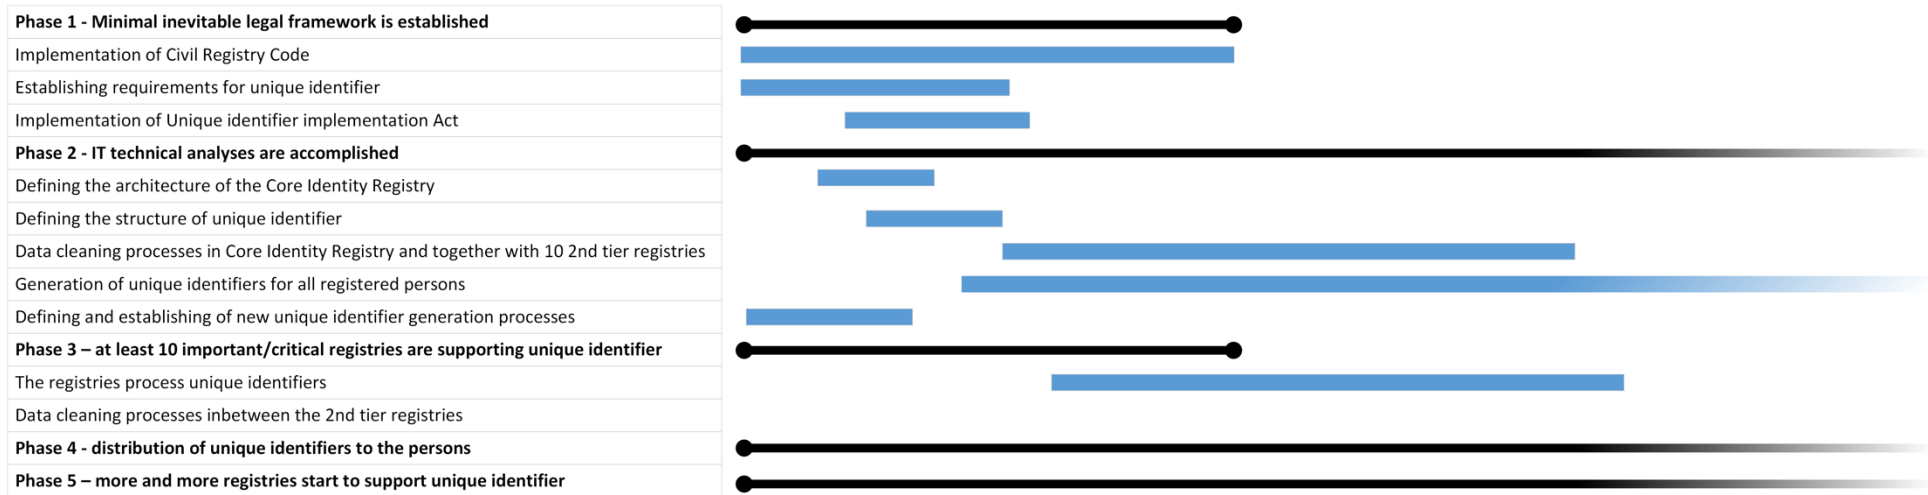 Phase 1 - Minimal inevitable legal framework is established
Implementation of Civil Registry Code
Establishing requirements for unique identifier
Implementation of Unique identifier implementation Act
Phase 2 - IT technical analyses are accomplished
Defining the architecture of the Core Identity Registry
Defining the structure of unique identifier
Data cleaning processes in Core Identity Registry and together with 10 2nd tier registries
Generation of unique identifiers for all registered persons
Defining and establishing of new unique identifier generation processes
Phase 3 – at least 10 important/critical registries are supporting unique identifier
The registries process unique identifiers
Data cleaning processes inbetween the 2nd tier registries
Phase 4 - distribution of unique identifiers to the persons
Phase 5 – more and more registries start to support unique identifier